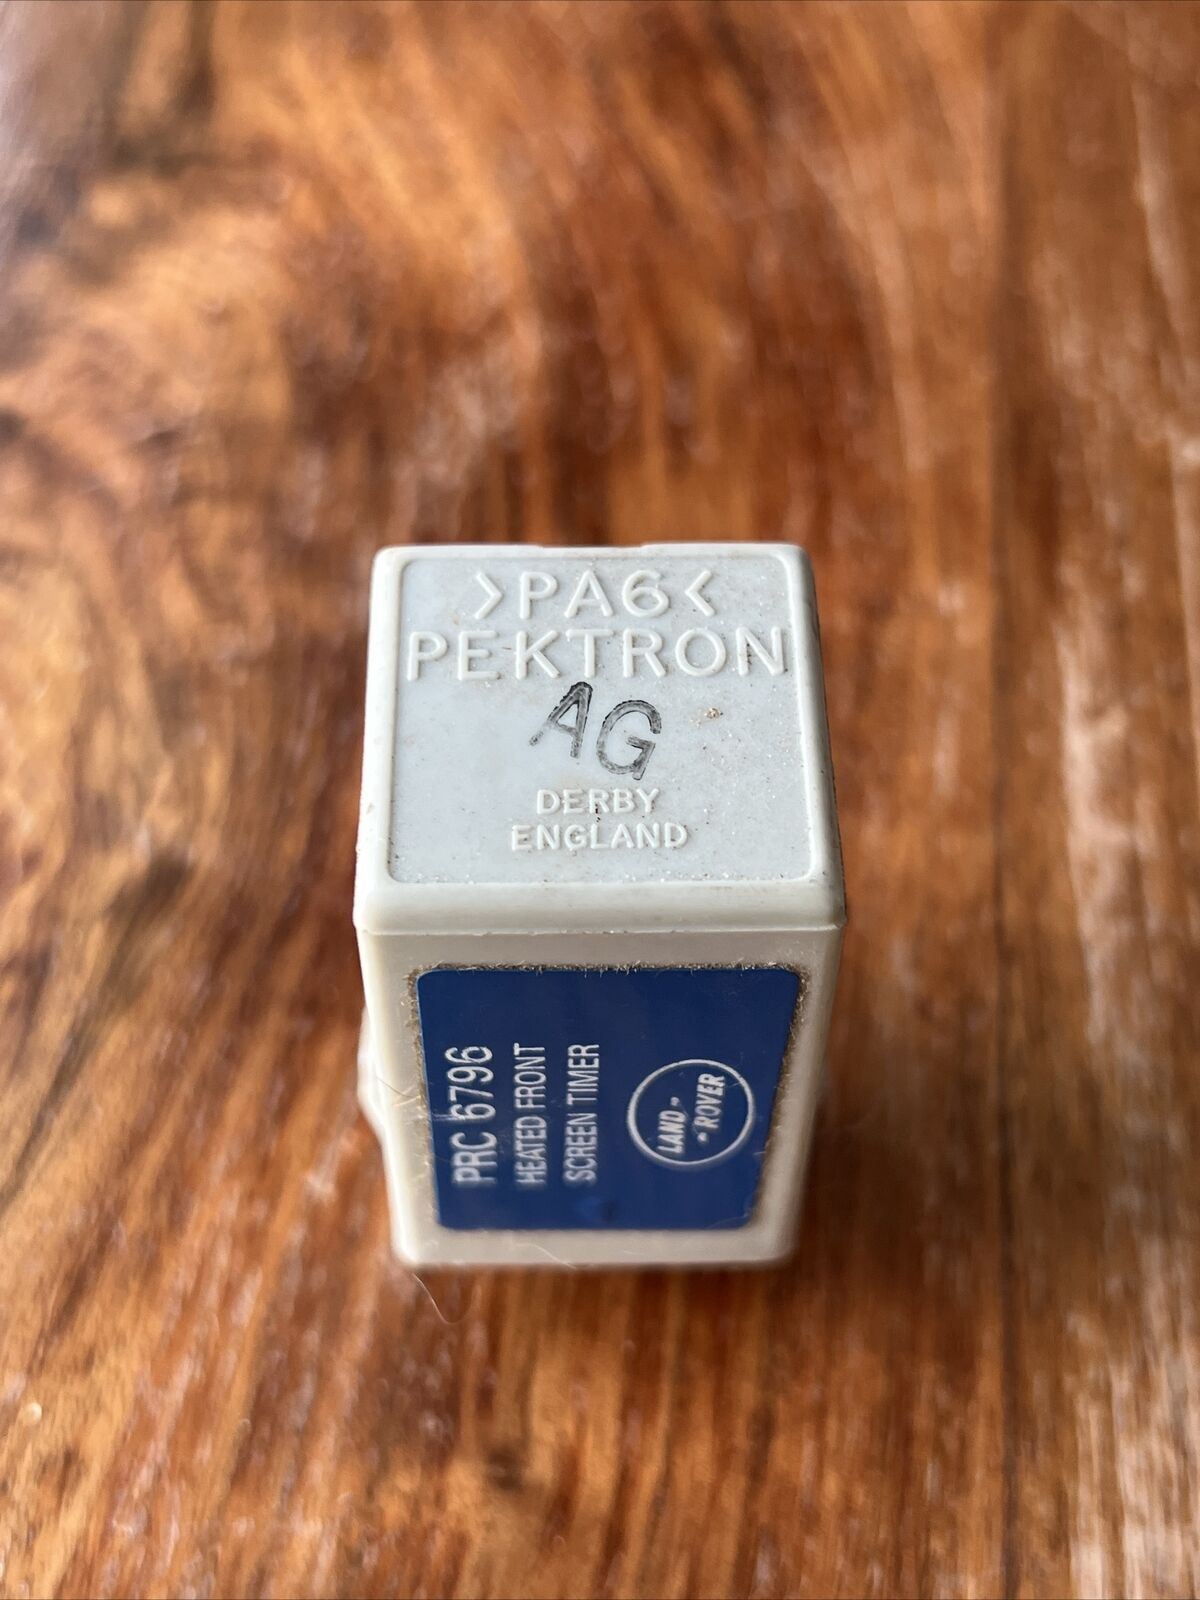 >PA6<
PEKTRON
AG
DERBY
ENGLAND
PRC 6796
HEATED FRONT
SCREEN TIMER
LAND-
-ROVER